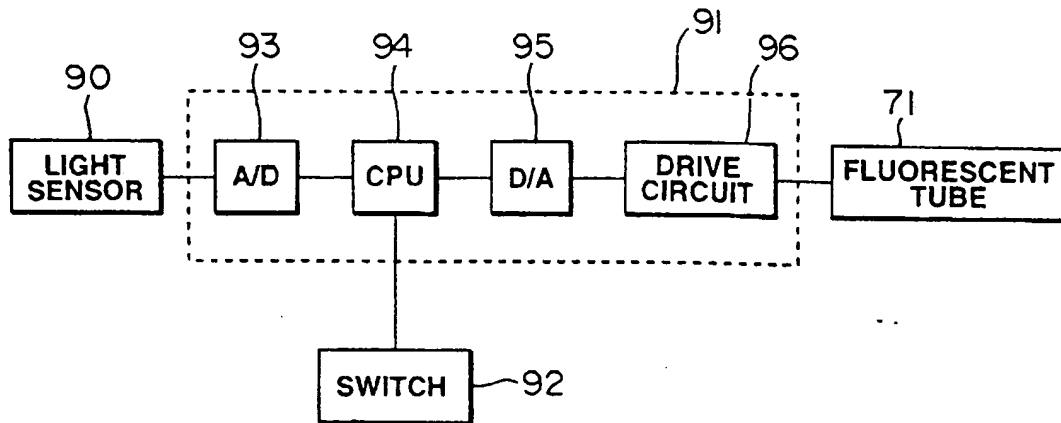 90
93
94
95
91
96
71
LIGHT
SENSOR
A/D
CPU
D/A
DRIVE
CIRCUIT
FLUORESCENT
TUBE
SWITCH
92